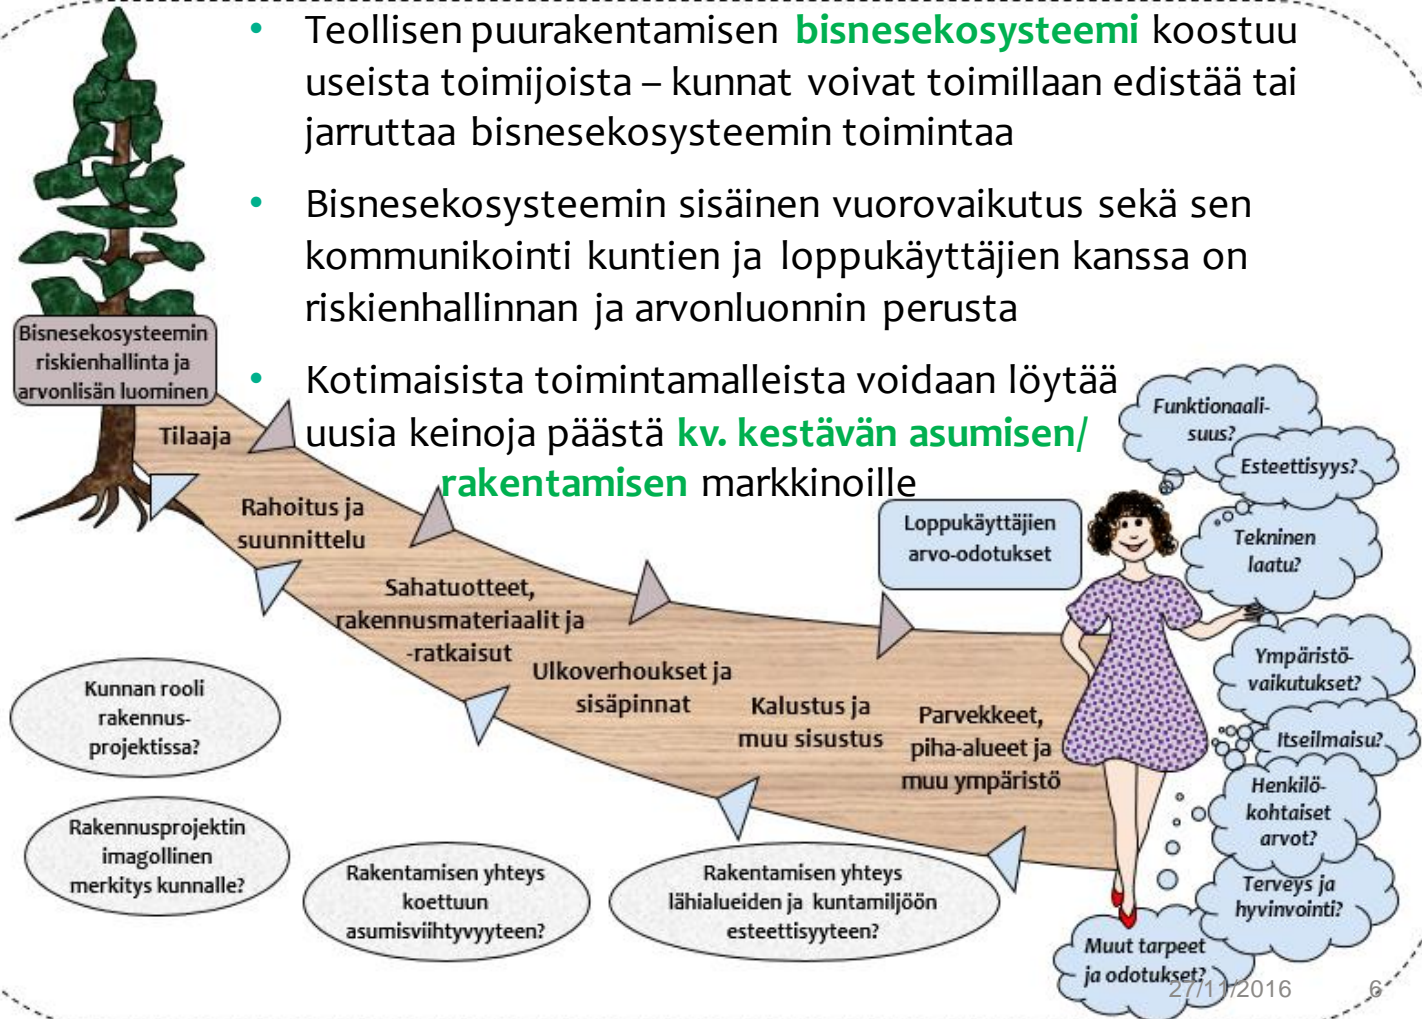 • Teollisen puurakentamisen bisnesekosysteemi koostuu
useista toimijoista – kunnat voivat toimillaan edistää tai
jarruttaa bisnesekosysteemin toimintaa
• Bisnesekosysteemin sisäinen vuorovaikutus sekä sen
kommunikointi kuntien ja loppukäyttäjien kanssa on
riskienhallinnan ja arvonluonnin perusta
• Kotimaisista toimintamalleista voidaan löytää
uusia keinoja päästä kv. kestävän asumisen/
rakentamisen markkinoille
Bisnesekosysteemin
riskienhallinta ja
arvonlisän luominen
Tilaaja
Rahoitus ja
suunnittelu
Sahatuotteet,
rakennusmateriaalit ja
-ratkaisut
Ulkoverhoukset ja
sisäpinnat
Kalustus ja
muu sisustus
Parvekkeet,
piha-alueet ja
muu ympäristö
Loppukäyttäjien
arvo-odotukset
Funktionaali-
suus?
Esteettisyys?
Tekninen
laatu?
Ympäristö-
vaikutukset?
Itseilmaisu?
Henkilö-
kohtaiset
arvot?
Terveys ja
hyvinvointi?
Muut tarpeet
ja odotukset?
Kunnan rooli
rakennus-
projektissa?
Rakennusprojektin
imagollinen
merkitys kunnalle?
Rakentamisen yhteys
koettuun
asumisviihtyvyyteen?
Rakentamisen yhteys
lähialueiden ja kuntamiljöön
esteettisyyteen?
27/11/2016
6